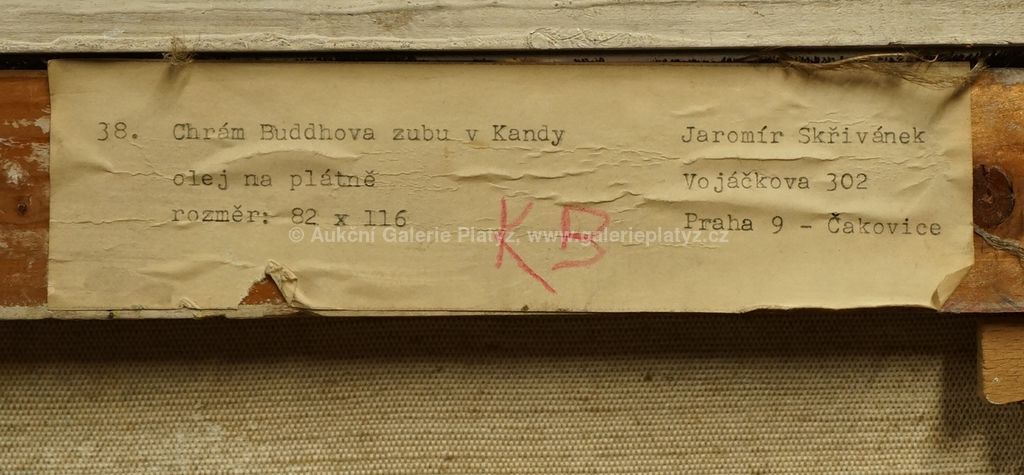 38. Chrám Buddhova zubu v Kandy
olej na plátně
rozměr: 82 x 116
Jaromír Skřivánek
Vojáčkova 302
Praha 9 - Čakovice
KB
© Aukční Galerie Platýz, www.galerieplatyz.cz